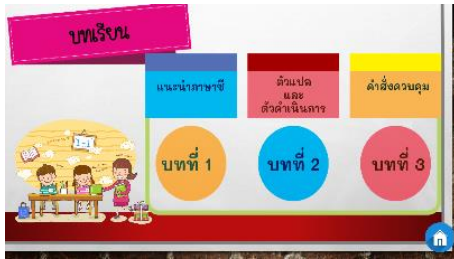 บทเรียน
แนะนำภาษาซี
ตัวแปล
และ
ตัวดำเนินการ
คำสั่งควบคุม
บทที่ 1
บทที่ 2
บทที่ 3